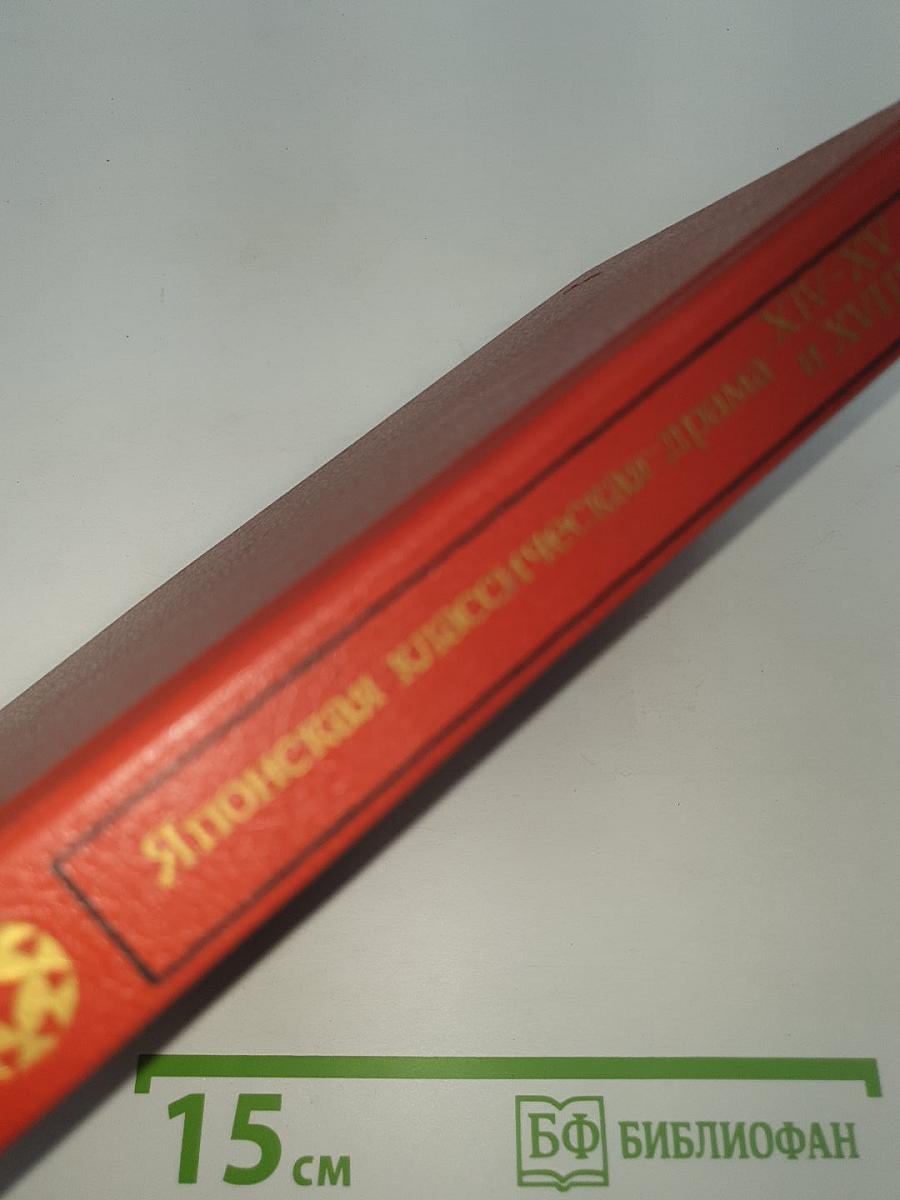 Японская классическая драма XIV-XV
и XVIII
15 см
БФ БИБЛИОФАН